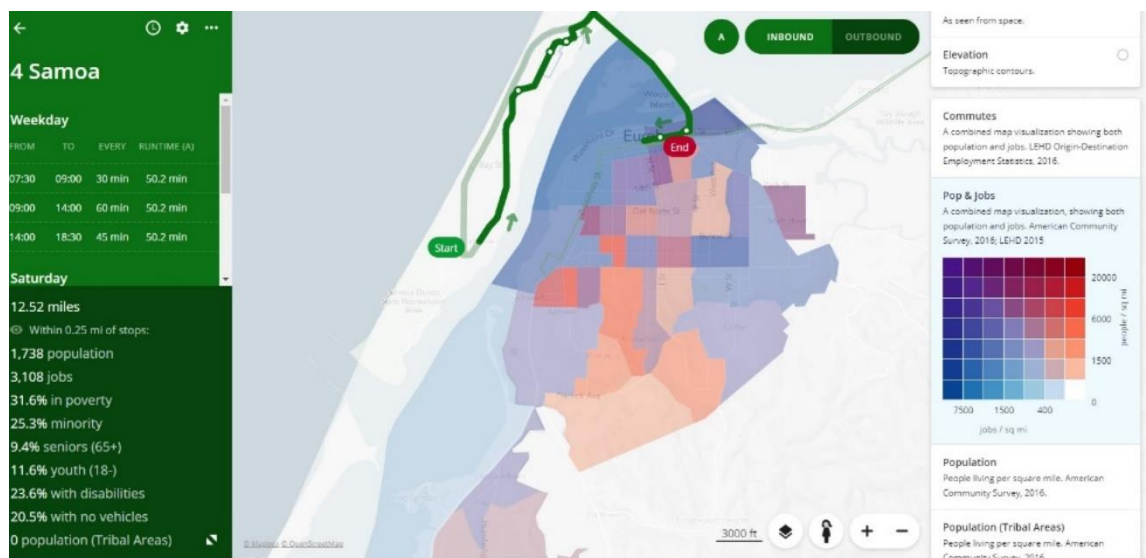 4 Samoa
Weekday
FROM TO EVERY RUNTIME (A)
07:30 09:00 30 min 50.2 min
09:00 14:00 60 min 50.2 min
14:00 18:30 45 min 50.2 min
Saturday
12.52 miles
Within 0.25 mi of stops:
1,738 population
3,108 jobs
31.6% in poverty
25.3% minority
9.4% seniors (65+)
11.6% youth (18-)
23.6% with disabilities
20.5% with no vehicles
0 population (Tribal Areas)
A INBOUND OUTBOUND
Island
End
Start
© Mapbox © OpenStreetMap
3000 ft
As seen from space.
Elevation
Topographic contours.
Commutes
A combined map visualization showing both
population and jobs. LEHD Origin-Destination
Employment Statistics, 2016.
Pop & Jobs
A combined map visualization, showing both
population and jobs. American Community
Survey, 2016; LEHD 2015
20000
6000
1500
0
people / sq mi
7500 1500 400
jobs / sq mi
Population
People living per square mile. American
Community Survey, 2016.
Population (Tribal Areas)
People living per square mile. American